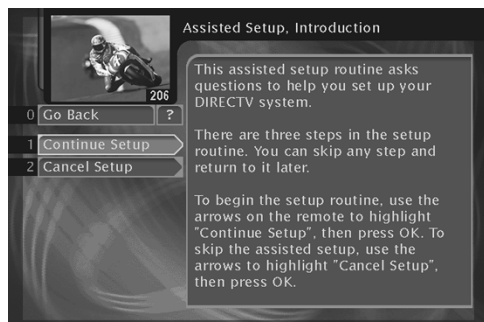 Assisted Setup, Introduction
206
0 Go Back ?
1 Continue Setup
2 Cancel Setup
This assisted setup routine asks
questions to help you set up your
DIRECTV system.
There are three steps in the setup
routine. You can skip any step and
return to it later.
To begin the setup routine, use the
arrows on the remote to highlight
"Continue Setup", then press OK. To
skip the assisted setup, use the
arrows to highlight "Cancel Setup",
then press OK.